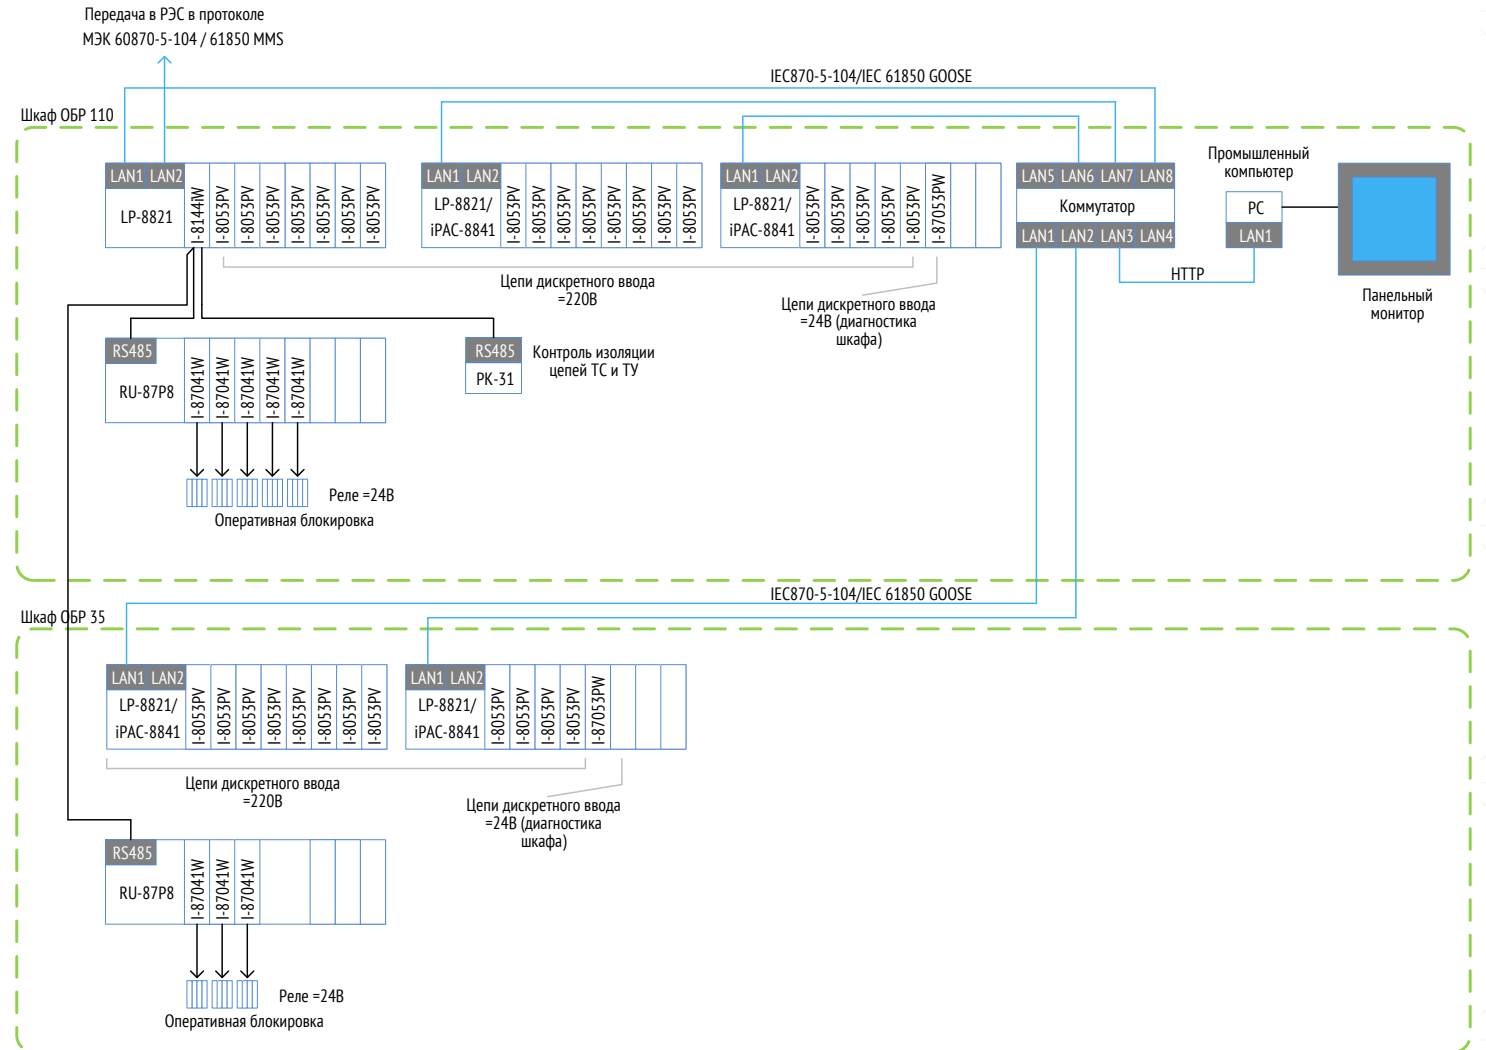 Передача в РЭС в протоколе
МЭК 60870-5-104 / 61850 MMS
IEC870-5-104/IEC 61850 GOOSE
Шкаф ОБР 110
LAN1 LAN2
LP-8821
I-8144W
I-8053PV
I-8053PV
I-8053PV
I-8053PV
I-8053PV
I-8053PV
I-8053PV
LAN1 LAN2
LP-8821/
iPAC-8841
I-8053PV
I-8053PV
I-8053PV
I-8053PV
I-8053PV
I-8053PV
I-8053PV
I-8053PV
LAN1 LAN2
LP-8821/
iPAC-8841
I-8053PV
I-8053PV
I-8053PV
I-8053PV
I-8053PV
I-87053PW
LAN5 LAN6 LAN7 LAN8
Коммутатор
LAN1 LAN2 LAN3 LAN4
Промышленный
компьютер
PC
LAN1
HTTP
Панельный
монитор
Цепи дискретного ввода
=220В
Цепи дискретного ввода
=24В (диагностика
шкафа)
RS485
RU-87P8
I-87041W
I-87041W
I-87041W
I-87041W
I-87041W
RS485
РК-31
Контроль изоляции
цепей ТС и ТУ
Реле =24В
Оперативная блокировка
IEC870-5-104/IEC 61850 GOOSE
Шкаф ОБР 35
LAN1 LAN2
LP-8821/
iPAC-8841
I-8053PV
I-8053PV
I-8053PV
I-8053PV
I-8053PV
I-8053PV
I-8053PV
I-8053PV
LAN1 LAN2
LP-8821/
iPAC-8841
I-8053PV
I-8053PV
I-8053PV
I-8053PV
I-87053PW
Цепи дискретного ввода
=220В
Цепи дискретного ввода
=24В (диагностика
шкафа)
RS485
RU-87P8
I-87041W
I-87041W
I-87041W
Реле =24В
Оперативная блокировка